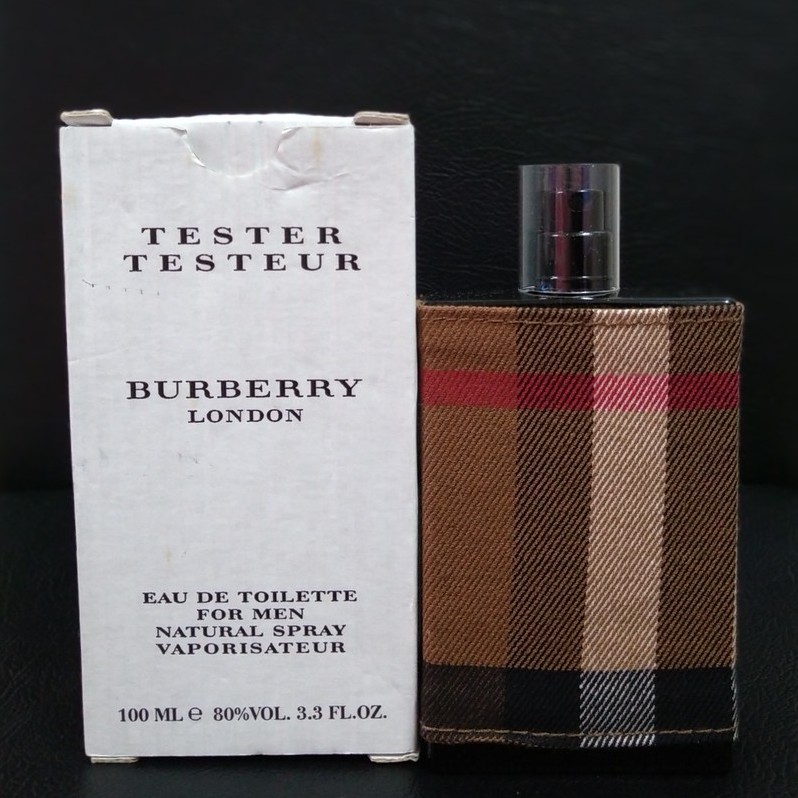 TESTER
TESTEUR
BURBERRY
LONDON
EAU DE TOILETTE
FOR MEN
NATURAL SPRAY
VAPORISATEUR
100 ML ℮ 80%VOL. 3.3 FL.OZ.